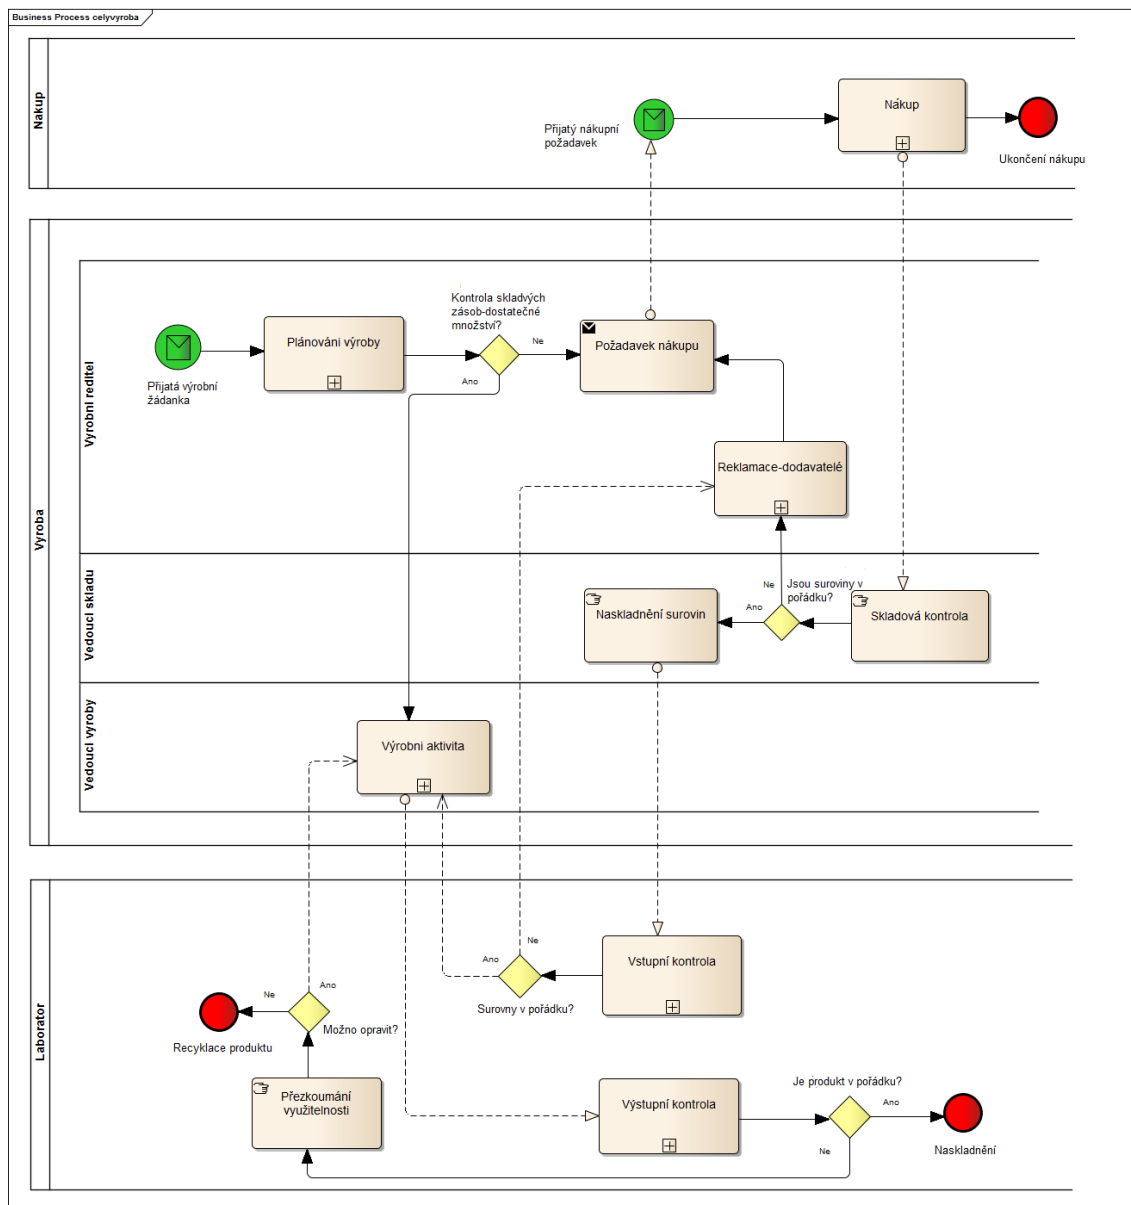 Business Process celyvyroba
Nakup
Přijatý nákupní
požadavek
Nákup
Ukončení nákupu
Vyroba
Vyrobni reditel
Přijatá výrobní
žádanka
Plánováni výroby
Kontrola skladvých
zásob-dostatečné
množství?
Ne
Ano
Požadavek nákupu
Reklamace-dodavatelé
Vedouci skladu
Naskladnění surovin
Ano
Ne
Jsou suroviny v
pořádku?
Skladová kontrola
Vedouci vyroby
Výrobni aktivita
Laborator
Vstupní kontrola
Ne
Ano
Surovny v pořádku?
Ne
Ano
Možno opravit?
Recyklace produktu
Přezkoumání
využitelnosti
Výstupní kontrola
Je produkt v pořádku?
Ano
Ne
Naskladnění